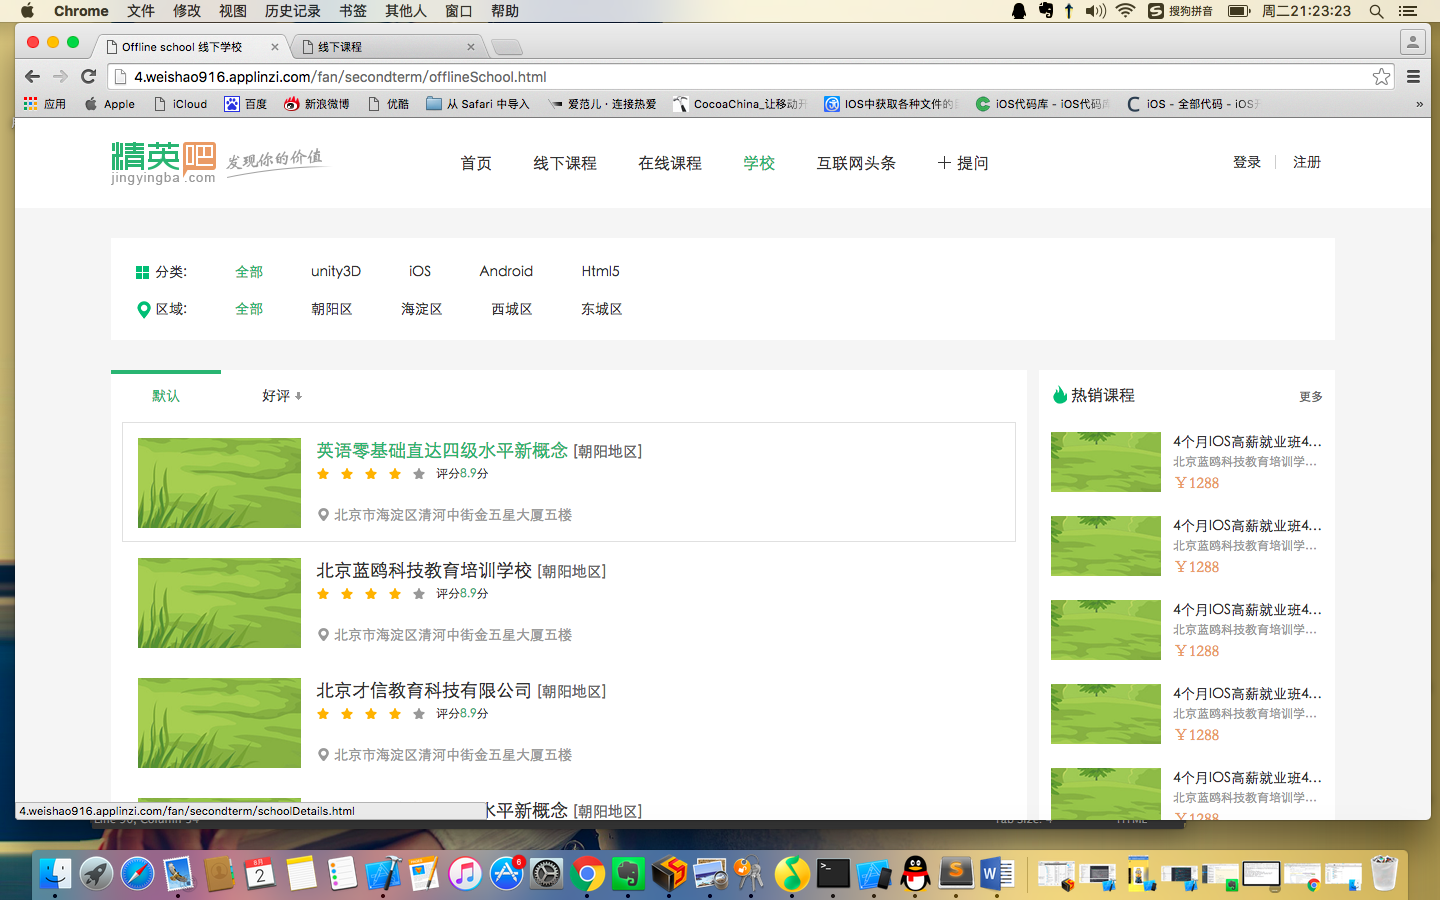 Chrome 文件 修改 视图 历史记录 书签 其他人 窗口 帮助 搜狗拼音 周二21:23:23
Offline school 线下学校 线下课程
4.weishao916.applinzi.com/fan/secondterm/offlineSchool.html
应用 Apple iCloud 百度 新浪微博 优酷 从 Safari 中导入 爱范儿 · 连接热爱 CocoaChina_让移动开 IOS中获取各种文件的 iOS代码库 - iOS代码库 iOS - 全部代码 - iOS »
精英吧 jingyingba.com 发现你的价值
首页 线下课程 在线课程 学校 互联网头条 + 提问 登录 注册
分类: 全部 unity3D iOS Android Html5
区域: 全部 朝阳区 海淀区 西城区 东城区
默认 好评
英语零基础直达四级水平新概念 [朝阳地区]
评分8.9分
北京市海淀区清河中街金五星大厦五楼
北京蓝鸥科技教育培训学校 [朝阳地区]
评分8.9分
北京市海淀区清河中街金五星大厦五楼
北京才信教育科技有限公司 [朝阳地区]
评分8.9分
北京市海淀区清河中街金五星大厦五楼
水平新概念 [朝阳地区]
热销课程 更多
4个月IOS高薪就业班4...
北京蓝鸥科技教育培训学...
￥1288
4个月IOS高薪就业班4...
北京蓝鸥科技教育培训学...
￥1288
4个月IOS高薪就业班4...
北京蓝鸥科技教育培训学...
￥1288
4个月IOS高薪就业班4...
北京蓝鸥科技教育培训学...
￥1288
4个月IOS高薪就业班4...
北京蓝鸥科技教育培训学...
￥1288
4.weishao916.applinzi.com/fan/secondterm/schoolDetails.html
8月
2
6